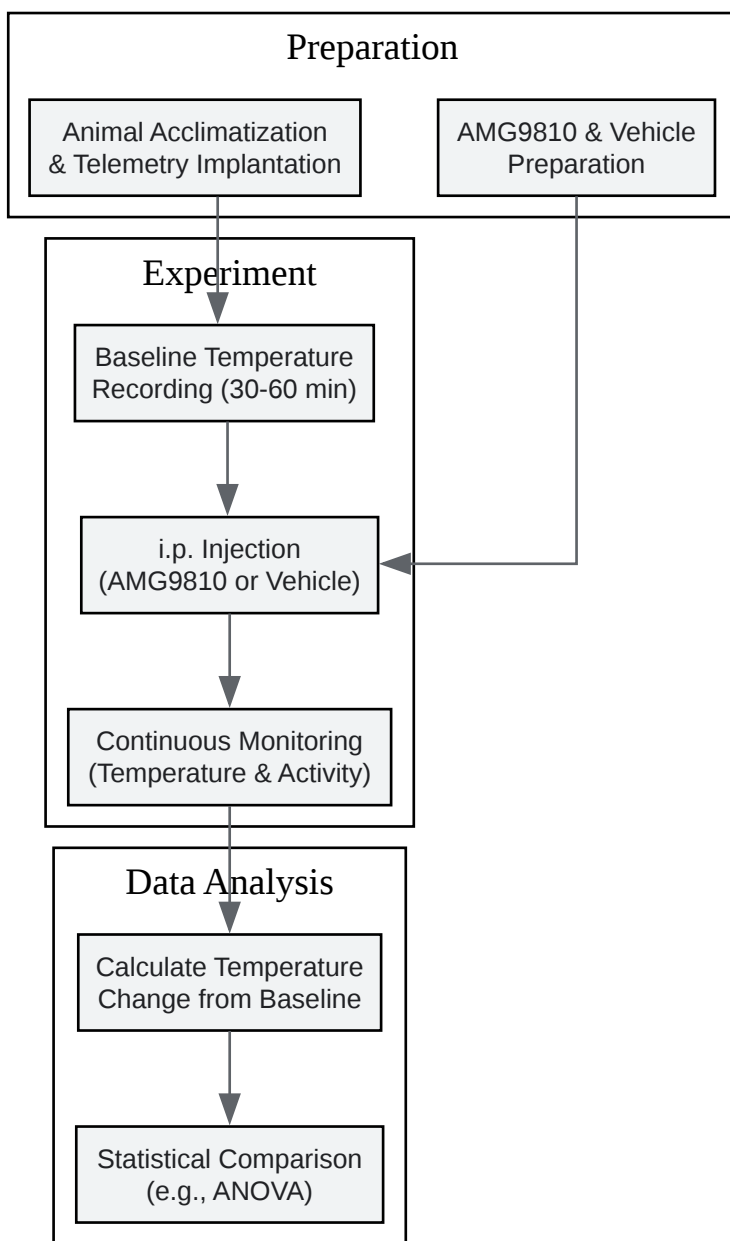 Preparation
Animal Acclimatization
& Telemetry Implantation
AMG9810 & Vehicle
Preparation
Experiment
Baseline Temperature
Recording (30-60 min)
i.p. Injection
(AMG9810 or Vehicle)
Continuous Monitoring
(Temperature & Activity)
Data Analysis
Calculate Temperature
Change from Baseline
Statistical Comparison
(e.g., ANOVA)